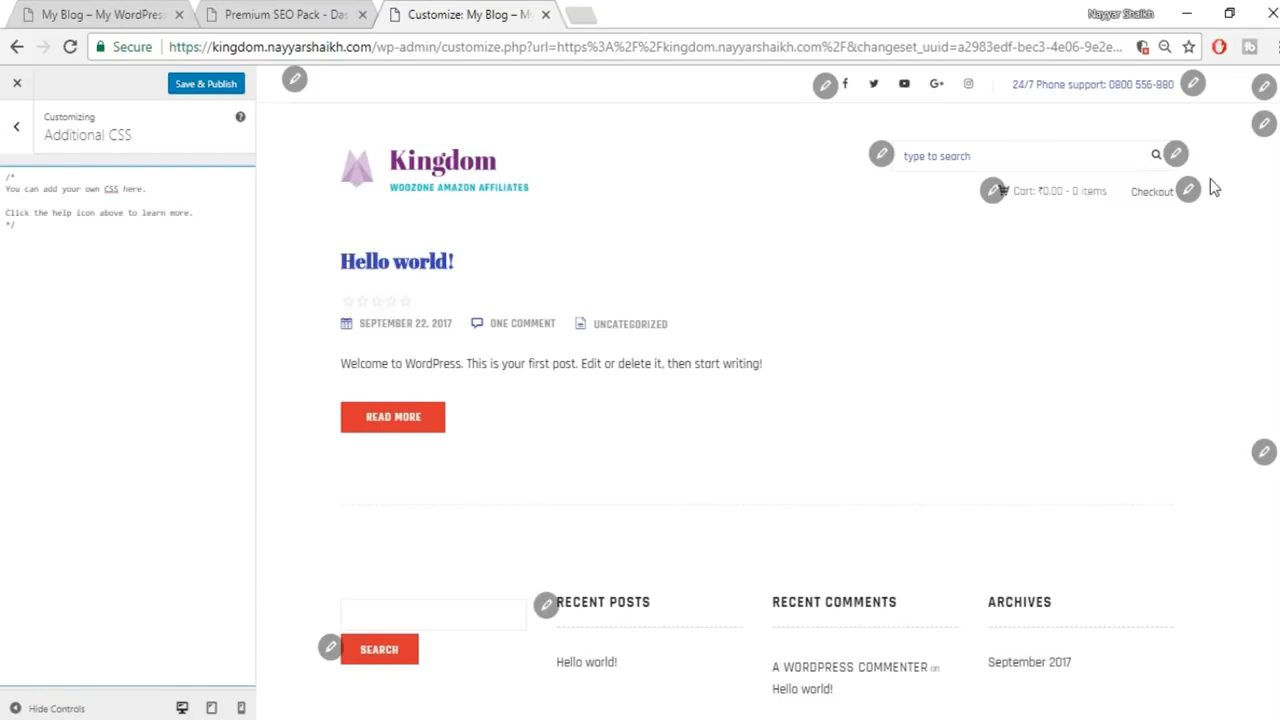 My Blog – My WordPress
Premium SEO Pack - Das
Customize: My Blog – M
Nayyar Shaikh
Secure
https://kingdom.nayyarshaikh.com/wp-admin/customize.php?url=https%3A%2F%2Fkingdom.nayyarshaikh.com%2F&changeset_uuid=a2983edf-bec3-4e06-9e2e...
Save & Publish
24/7 Phone support: 0800 556-880
Customizing
Additional CSS
Kingdom
WOOZONE AMAZON AFFILIATES
type to search
/*
You can add your own CSS here.
Click the help icon above to learn more.
*/
Cart: ₹0.00 - 0 items
Checkout
Hello world!
SEPTEMBER 22, 2017
ONE COMMENT
UNCATEGORIZED
Welcome to WordPress. This is your first post. Edit or delete it, then start writing!
READ MORE
SEARCH
RECENT POSTS
Hello world!
RECENT COMMENTS
A WORDPRESS COMMENTER on
Hello world!
ARCHIVES
September 2017
Hide Controls